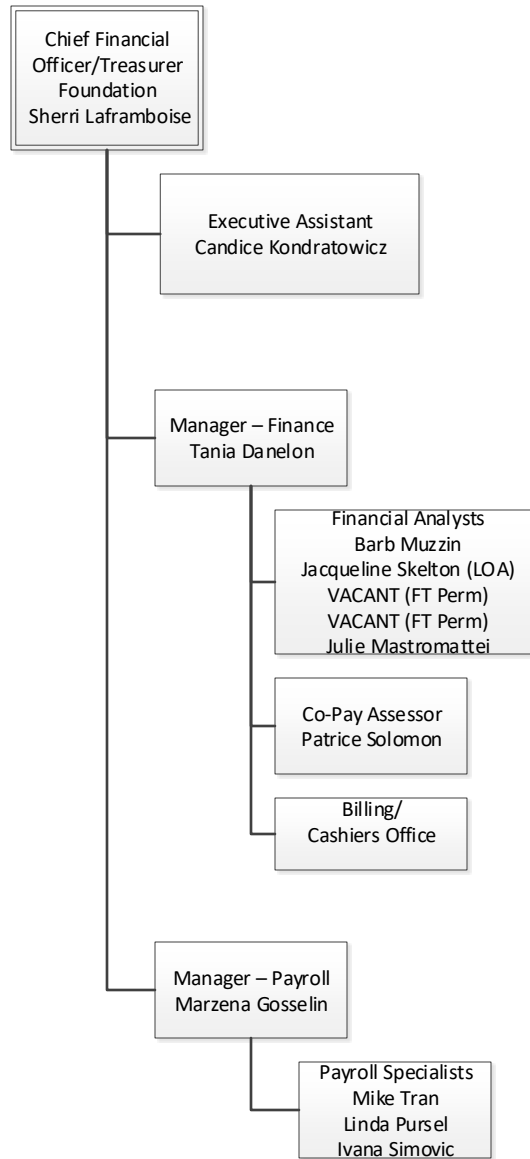 Chief Financial
Officer/Treasurer
Foundation
Sherri Laframboise
Executive Assistant
Candice Kondratowicz
Manager – Finance
Tania Danelon
Financial Analysts
Barb Muzzin
Jacqueline Skelton (LOA)
VACANT (FT Perm)
VACANT (FT Perm)
Julie Mastromattei
Co-Pay Assessor
Patrice Solomon
Billing/
Cashiers Office
Manager – Payroll
Marzena Gosselin
Payroll Specialists
Mike Tran
Linda Pursel
Ivana Simovic